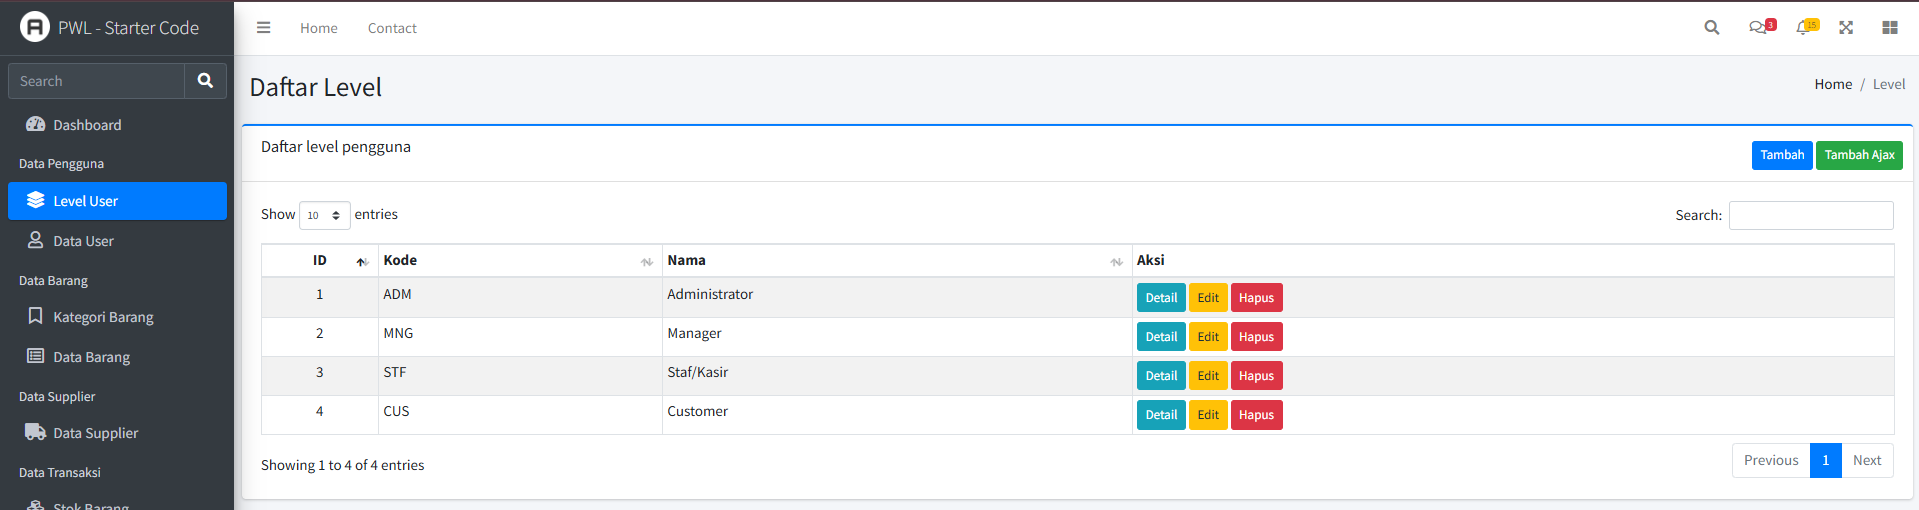 PWL - Starter Code
Home Contact
3
15
Search
Dashboard
Data Pengguna
Level User
Data User
Data Barang
Kategori Barang
Data Barang
Data Supplier
Data Supplier
Data Transaksi
Stok Barang
Daftar Level
Home / Level
Daftar level pengguna
Tambah Tambah Ajax
Show 10 entries
Search:
ID Kode Nama Aksi
1 ADM Administrator Detail Edit Hapus
2 MNG Manager Detail Edit Hapus
3 STF Staf/Kasir Detail Edit Hapus
4 CUS Customer Detail Edit Hapus
Showing 1 to 4 of 4 entries
Previous 1 Next